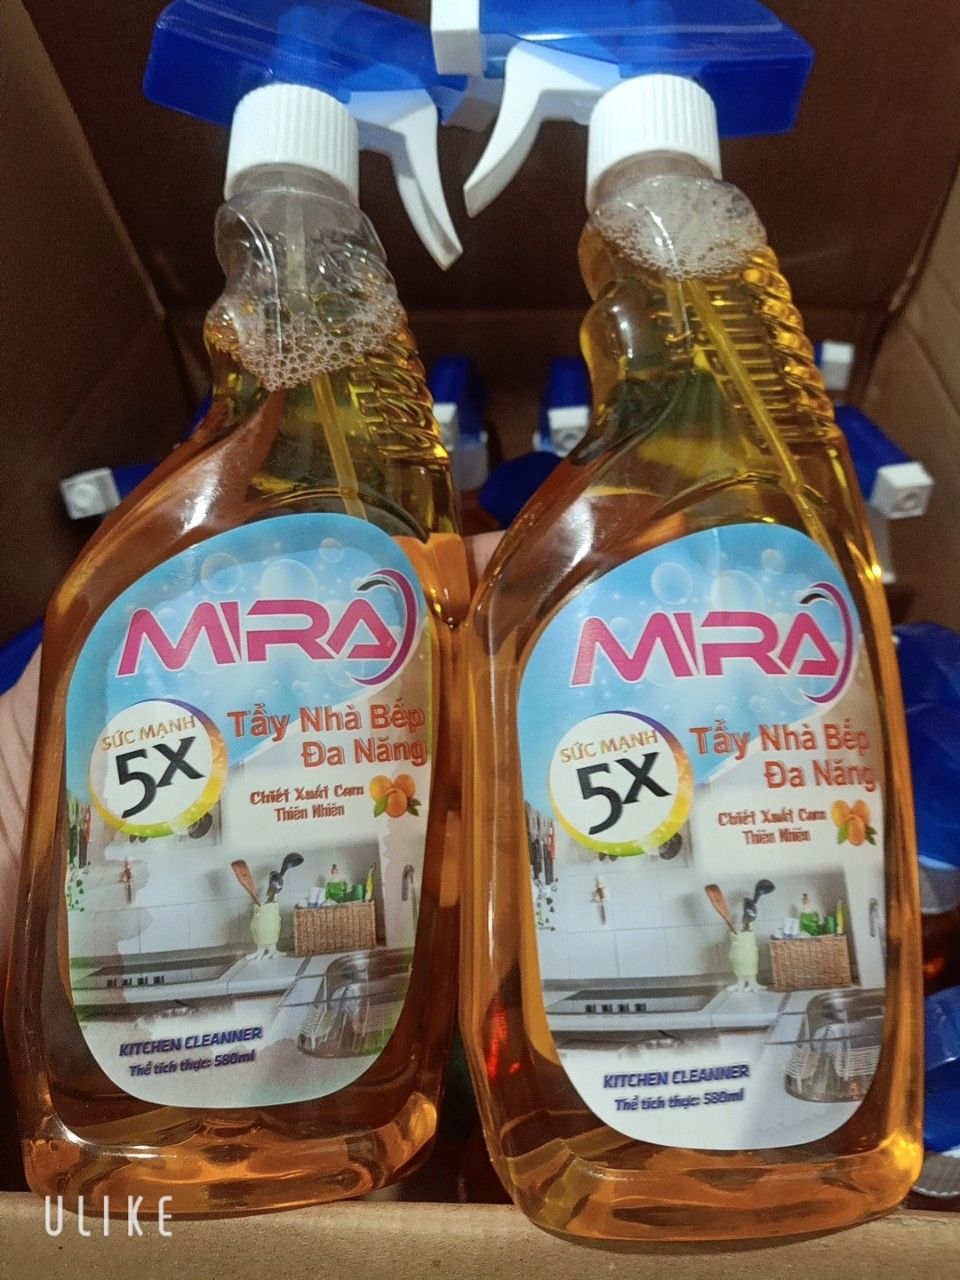 MIRA
SỨC MẠNH
5X
Tẩy Nhà Bếp
Đa Năng
Chiết Xuất Cam
Thiên Nhiên
KITCHEN CLEANNER
Thể tích thực: 580ml
MIRA
SỨC MẠNH
5X
Tẩy Nhà Bếp
Đa Năng
Chiết Xuất Cam
Thiên Nhiên
KITCHEN CLEANNER
Thể tích thực: 580ml
ULIKE